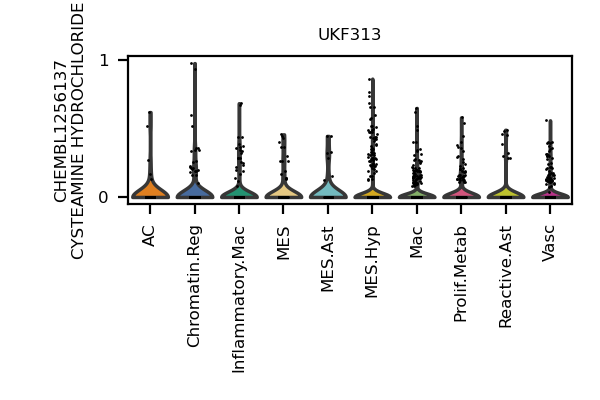 UKF313
CHEMBL1256137
CYSTEAMINE HYDROCHLORIDE
1
0
AC
Chromatin.Reg
Inflammatory.Mac
MES
MES.Ast
MES.Hyp
Mac
Prolif.Metab
Reactive.Ast
Vasc